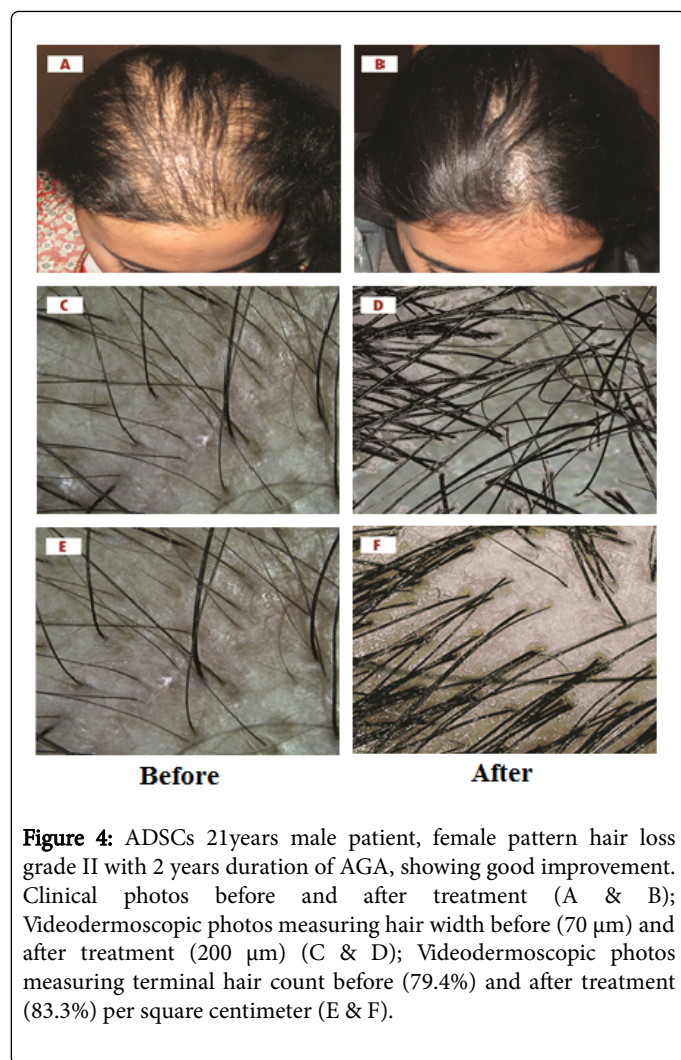 A
B
C
D
E
F
Before
After
Figure 4: ADSCs 21years male patient, female pattern hair loss
grade II with 2 years duration of AGA, showing good improvement.
Clinical photos before and after treatment (A & B);
Videodermoscopic photos measuring hair width before (70 μm) and
after treatment (200 μm) (C & D); Videodermoscopic photos
measuring terminal hair count before (79.4%) and after treatment
(83.3%) per square centimeter (E & F).